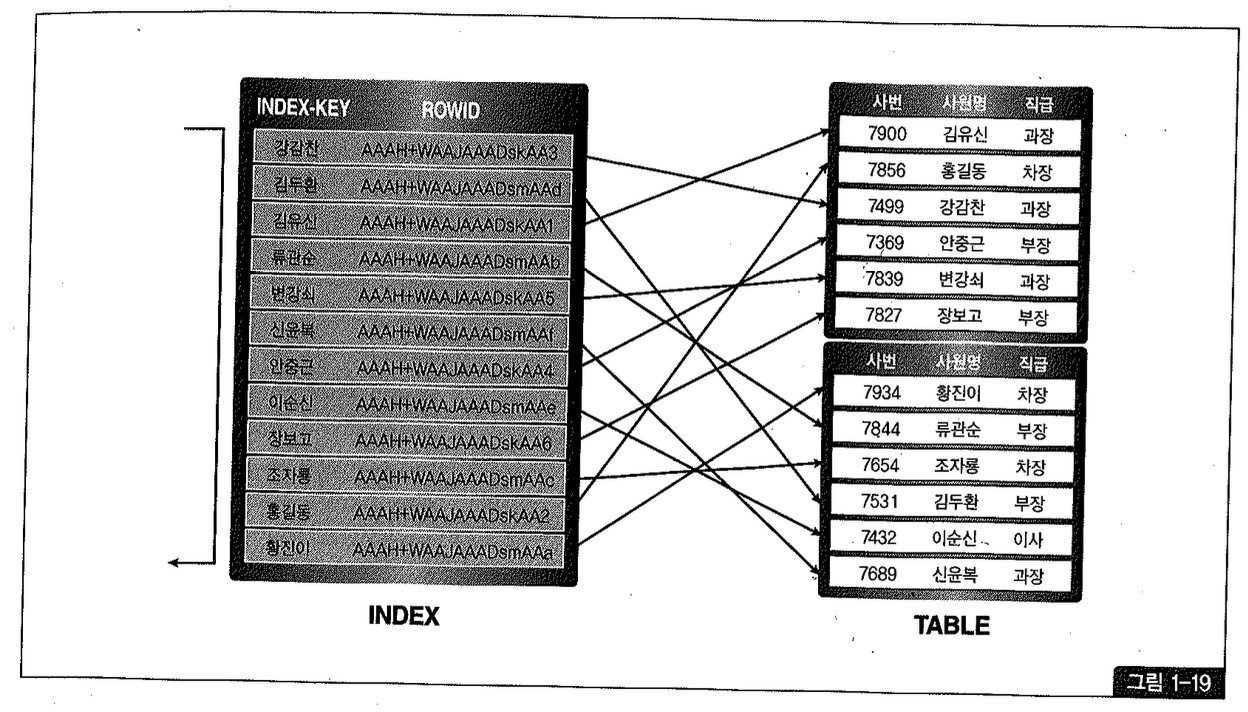 INDEX-KEY ROWID
강감찬 AAAH+WAAJAAADskAA3
김두환 AAAH+WAAJAAADsmAAd
김유신 AAAH+WAAJAAADskAA1
류관순 AAAH+WAAJAAADsmAAb
변강쇠 AAAH+WAAJAAADskAA5
신윤복 AAAH+WAAJAAADsmAAf
안중근 AAAH+WAAJAAADskAA4
이순신 AAAH+WAAJAAADsmAAe
장보고 AAAH+WAAJAAADskAA6
조자룡 AAAH+WAAJAAADsmAAc
홍길동 AAAH+WAAJAAADskAA2
황진이 AAAH+WAAJAAADsmAAa
INDEX
사번 사원명 직급
7900 김유신 과장
7856 홍길동 차장
7499 강감찬 과장
7369 안중근 부장
7839 변강쇠 과장
7827 장보고 부장
사번 사원명 직급
7934 황진이 차장
7844 류관순 부장
7654 조자룡 차장
7531 김두환 부장
7432 이순신 이사
7689 신윤복 과장
TABLE
그림 1-19